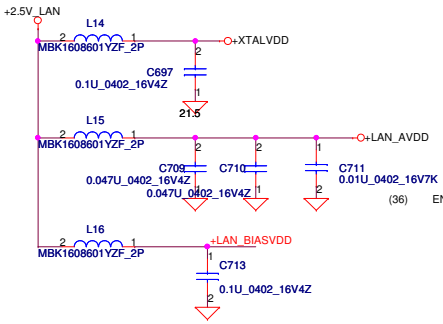 +2.5V_LAN
L14
2 1
MBK1608601YZF_2P
+XTALVDD
2
C697
0.1U_0402_16V4Z
1
21.5
L15
2 1
MBK1608601YZF_2P
+LAN_AVDD
2 2 1
C709 C710 C711
0.047U_0402_16V4Z 0.01U_0402_16V7K
0.047U_0402_16V4Z
1 1 2
(36) EN
L16
2 1
MBK1608601YZF_2P
+LAN_BIASVDD
1
C713
0.1U_0402_16V4Z
2